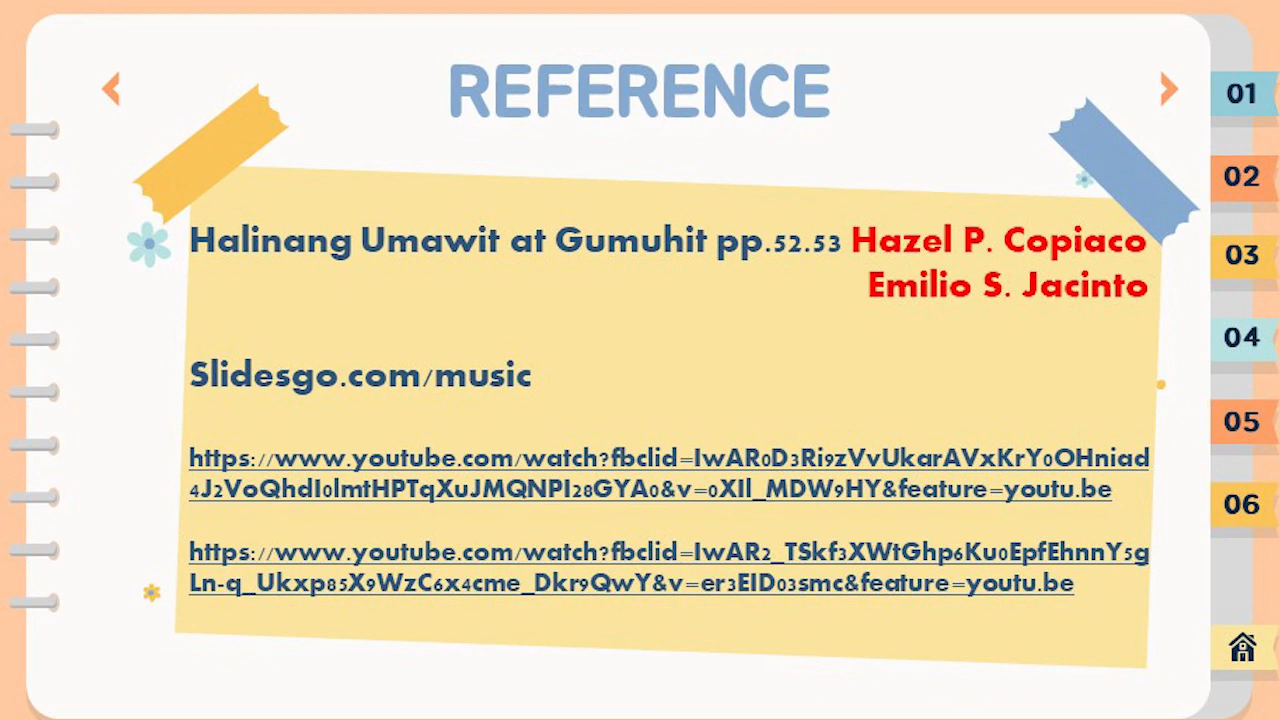 REFERENCE
Halinang Umawit at Gumuhit pp.52.53 Hazel P. Copiaco
Emilio S. Jacinto
Slidesgo.com/music
https://www.youtube.com/watch?fbclid=IwAR0D3Ri9zVvUkarAVxKrY0OHniad
4J2VoQhdI0lmtHPTqXuJMQNPI28GYA0&v=0XIl_MDW9HY&feature=youtu.be
https://www.youtube.com/watch?fbclid=IwAR2_TSkf3XWtGhp6Ku0EpfEhnnY5g
Ln-q_Ukxp85X9WzC6x4cme_Dkr9QwY&v=er3EID03smc&feature=youtu.be
01
02
03
04
05
06